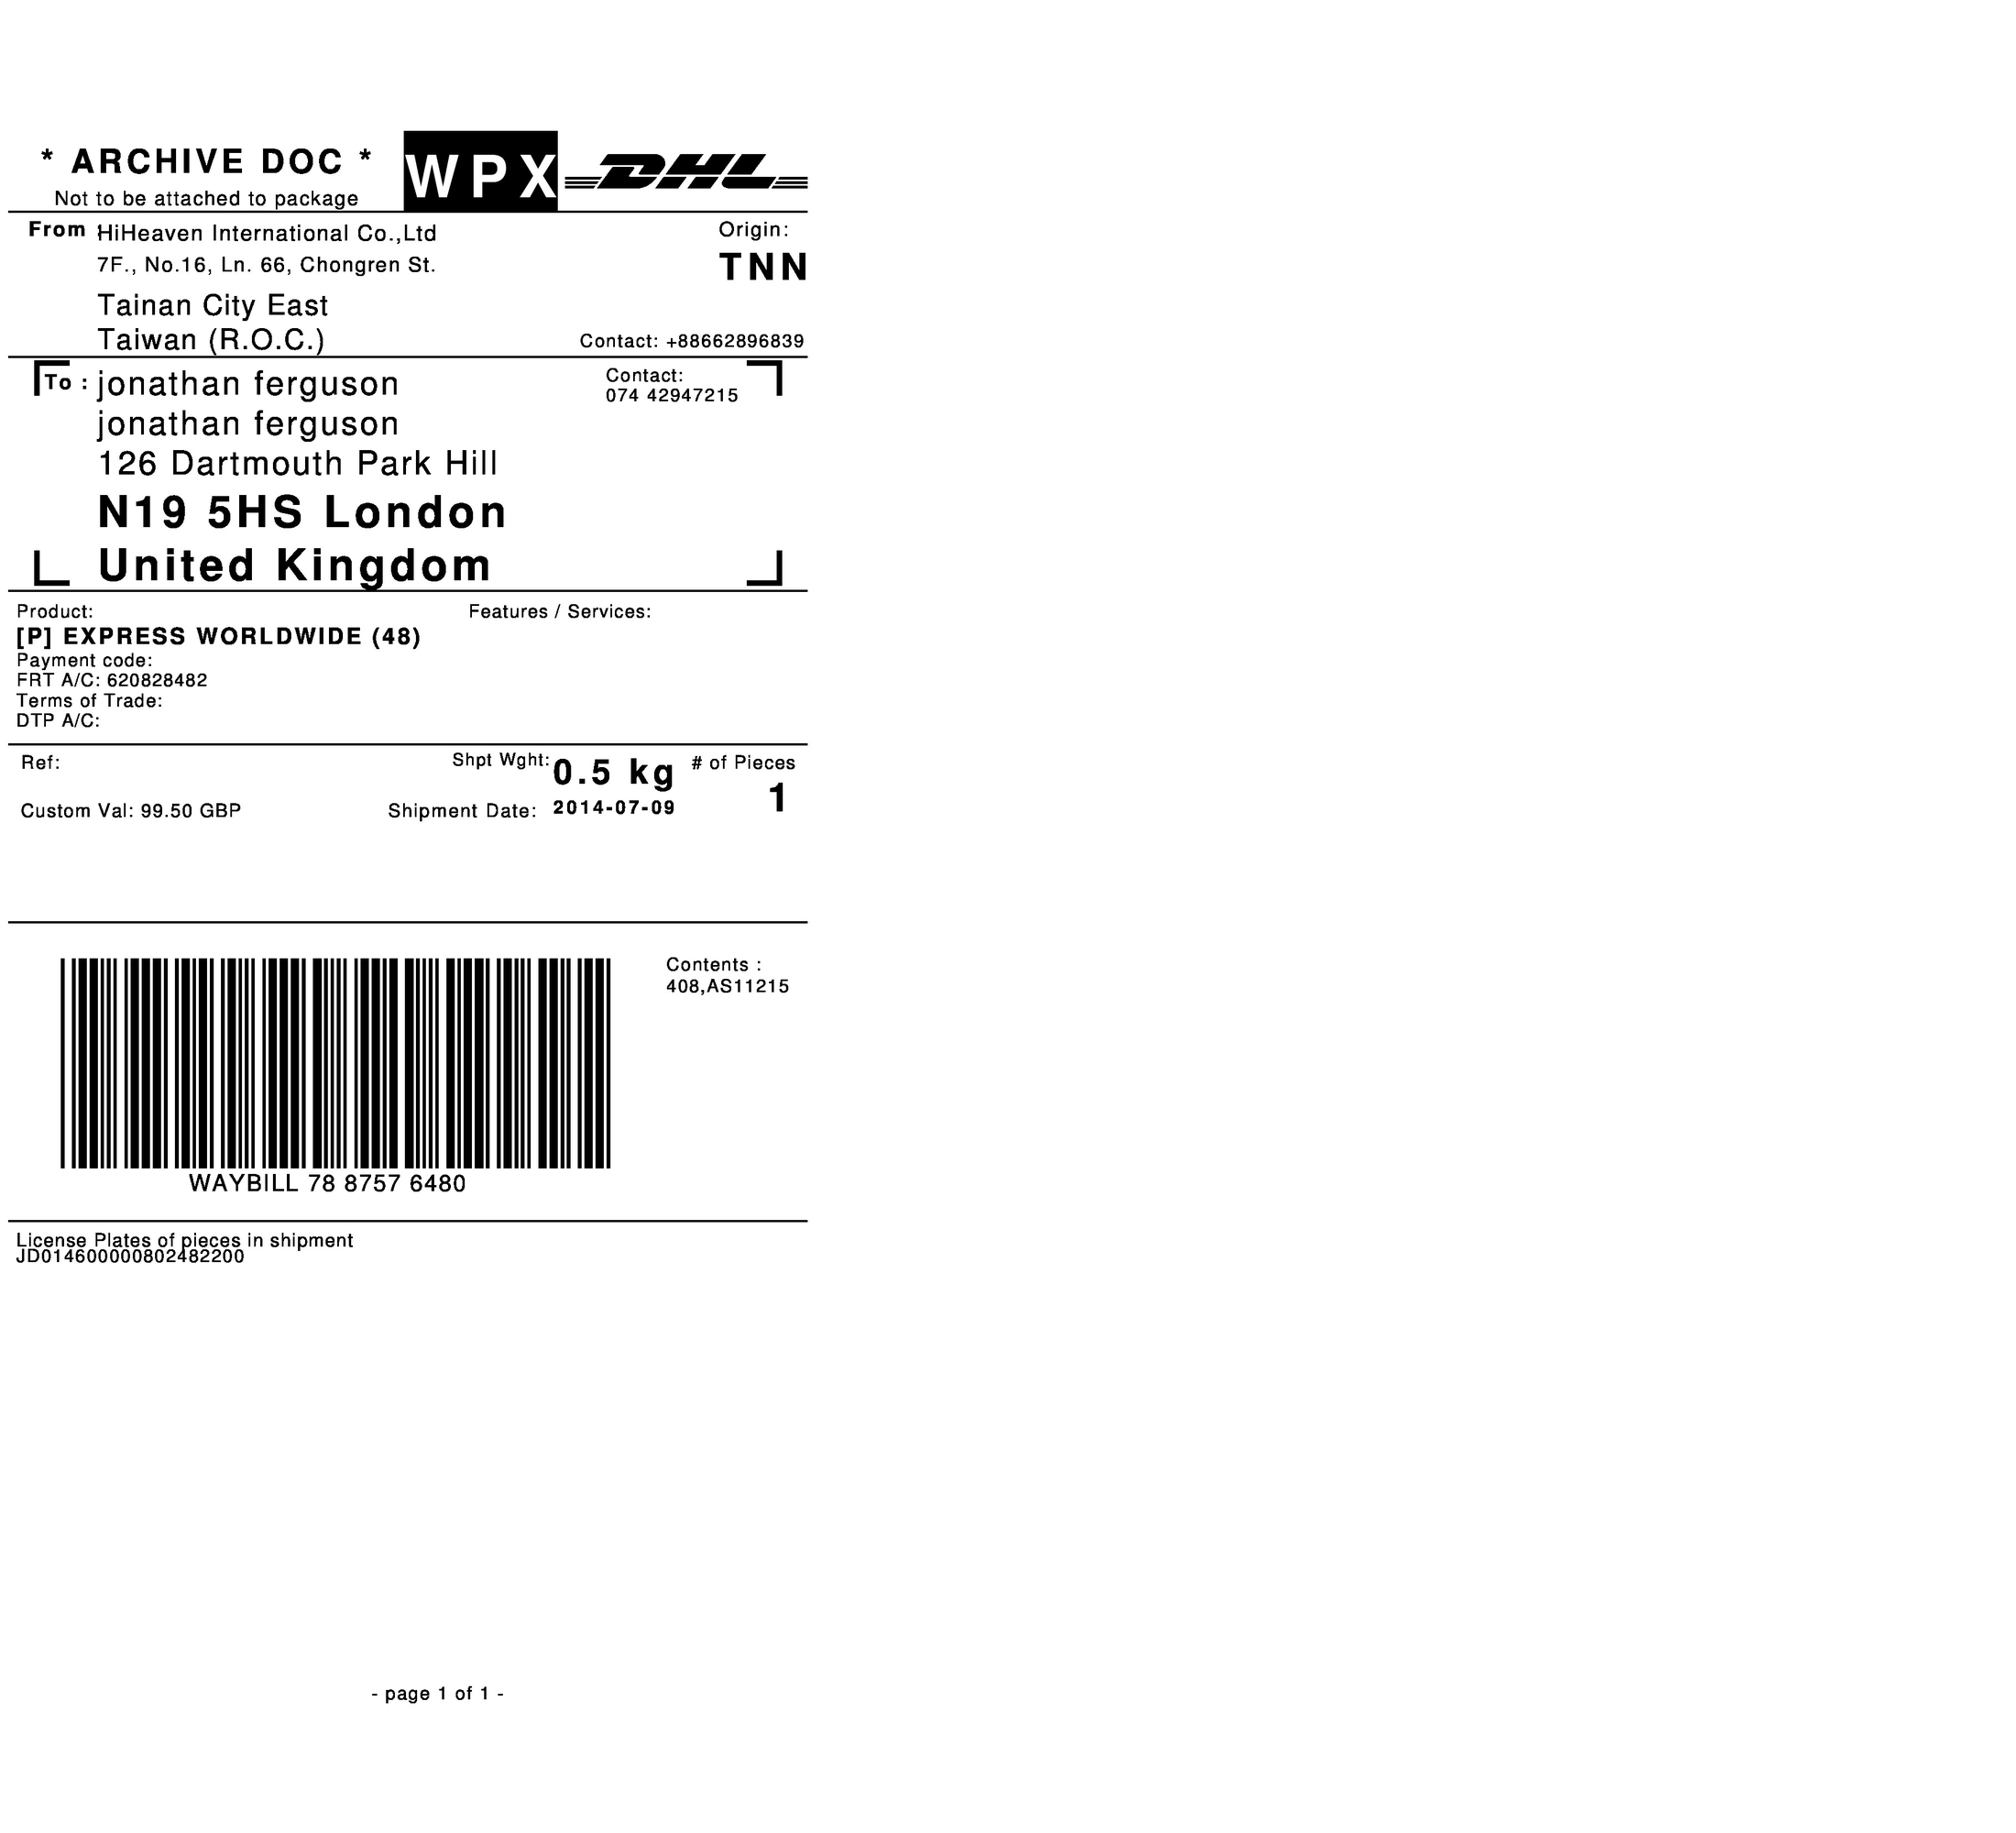 * ARCHIVE DOC *
Not to be attached to package
WPX
DHL
From : HiHeaven International Co.,Ltd
7F., No.16, Ln. 66, Chongren St.
Tainan City East
Taiwan (R.O.C.)
Origin:
TNN
Contact: +88662896839
To : jonathan ferguson
jonathan ferguson
126 Dartmouth Park Hill
N19 5HS London
United Kingdom
Contact:
074 42947215
Product:
[P] EXPRESS WORLDWIDE (48)
Payment code:
FRT A/C: 620828482
Terms of Trade:
DTP A/C:
Features / Services:
Ref:
Shpt Wght: 0.5 kg
# of Pieces
1
Custom Val: 99.50 GBP
Shipment Date: 2014-07-09
Contents :
408,AS11215
WAYBILL 78 8757 6480
License Plates of pieces in shipment
JD014600000802482200
- page 1 of 1 -